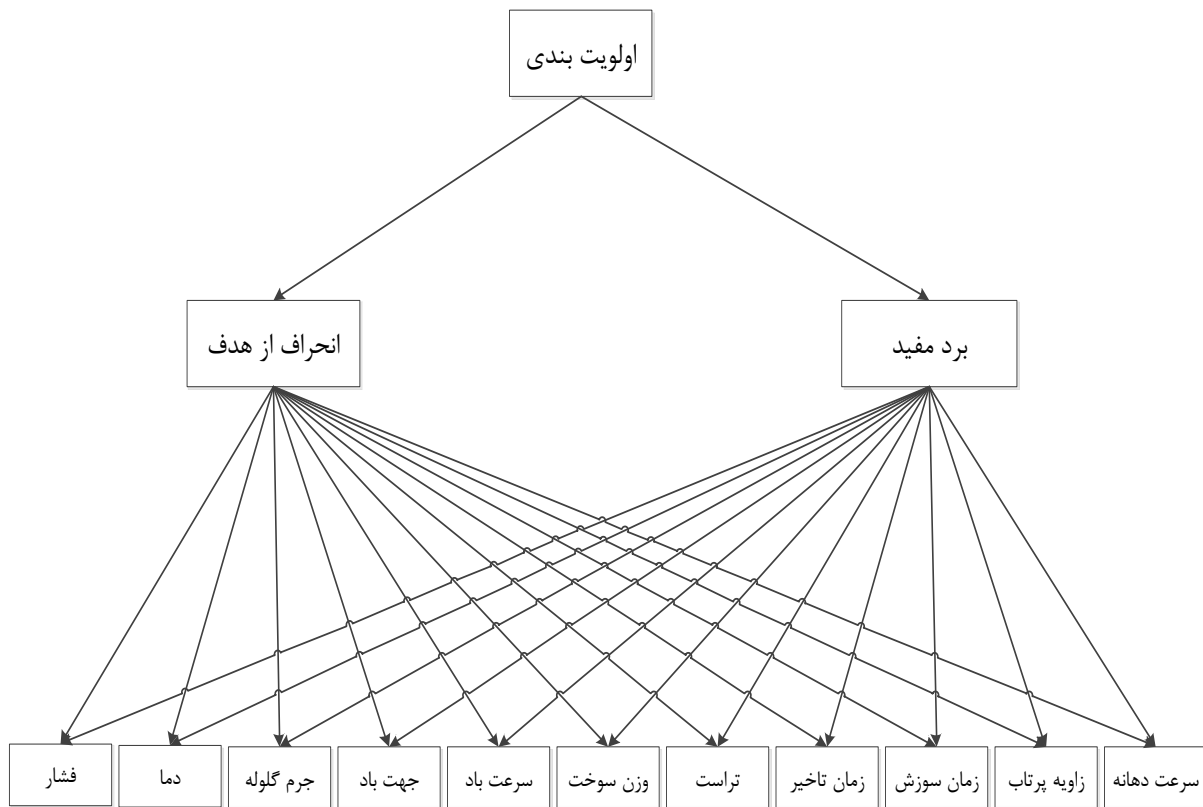 اولویت بندی
برد مفید
انحراف از هدف
سرعت دهانه
زاویه پرتاب
زمان سوزش
زمان تاخیر
تراست
وزن سوخت
سرعت باد
جهت باد
جرم گلوله
دما
فشار